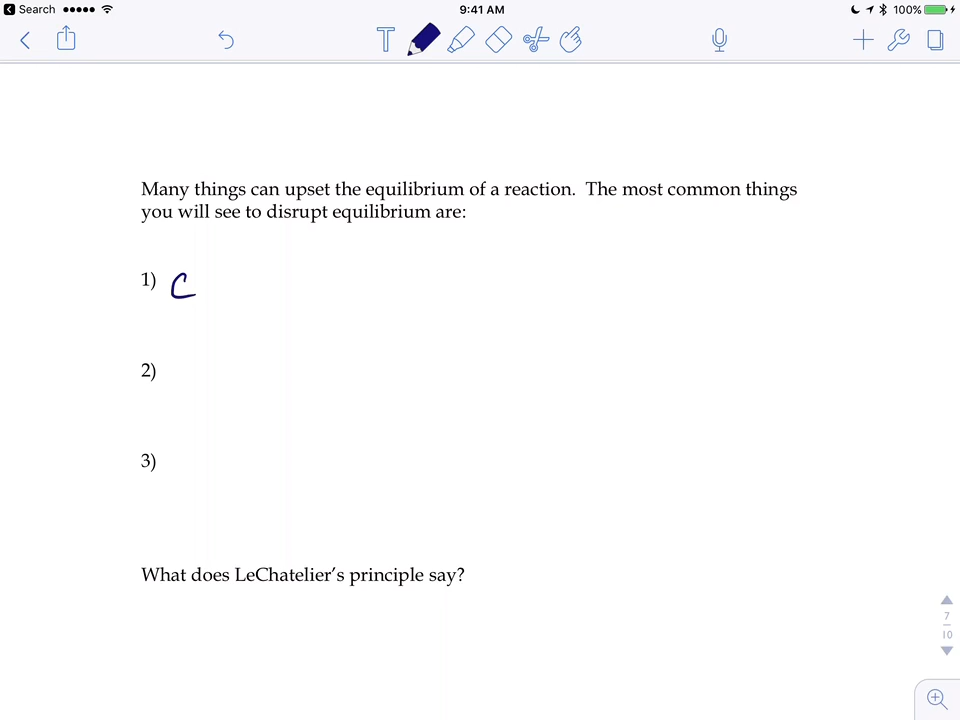 Search 9:41 AM 100%
T
Many things can upset the equilibrium of a reaction. The most common things
you will see to disrupt equilibrium are:
1) C
2)
3)
What does LeChatelier’s principle say?
7
10